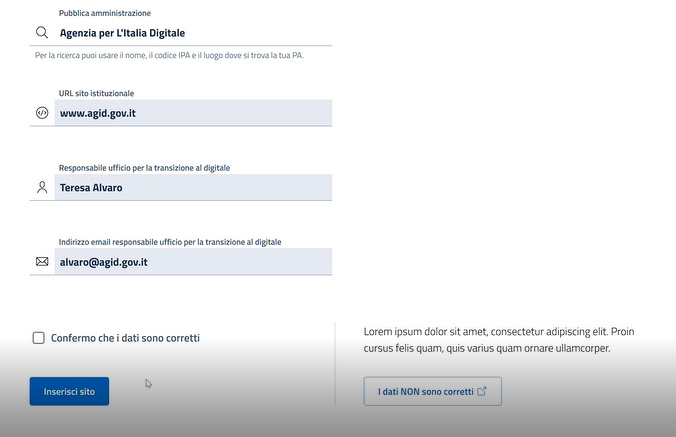 Pubblica amministrazione
Agenzia per L'Italia Digitale
Per la ricerca puoi usare il nome, il codice IPA e il luogo dove si trova la tua PA.
URL sito istituzionale
www.agid.gov.it
Responsabile ufficio per la transizione al digitale
Teresa Alvaro
Indirizzo email responsabile ufficio per la transizione al digitale
alvaro@agid.gov.it
Confermo che i dati sono corretti
Inserisci sito
Lorem ipsum dolor sit amet, consectetur adipiscing elit. Proin
cursus felis quam, quis varius quam ornare ullamcorper.
I dati NON sono corretti